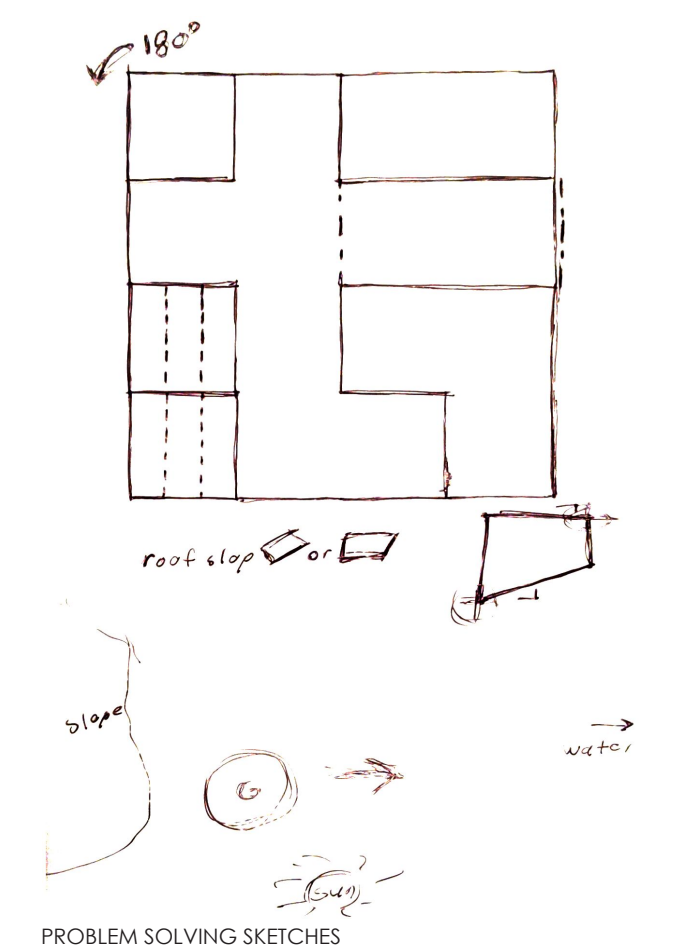 180°
roof slop or
slope
water
G
sun
PROBLEM SOLVING SKETCHES